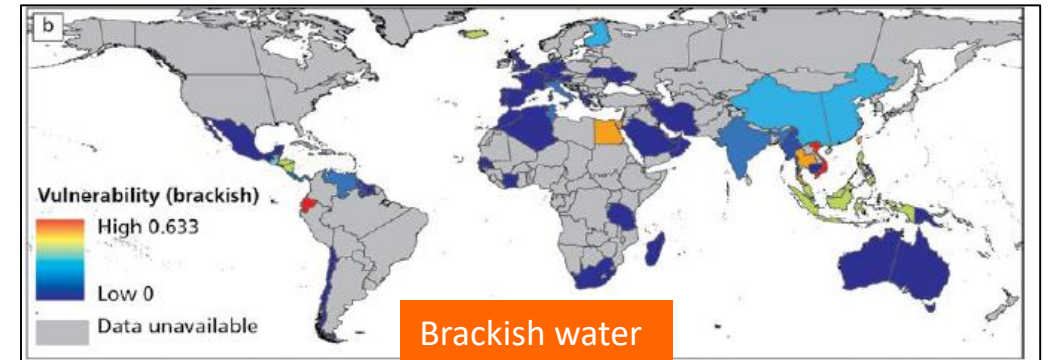 b
Vulnerability (brackish)
High 0.633
Low 0
Data unavailable
Brackish water